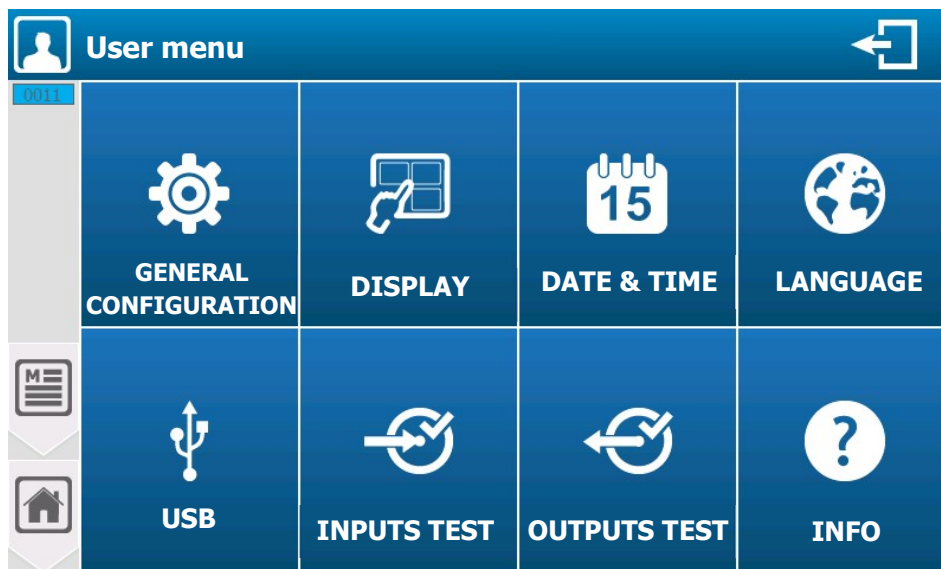 User menu
0011
GENERAL
CONFIGURATION
DISPLAY
15
DATE & TIME
LANGUAGE
M
USB
INPUTS TEST
OUTPUTS TEST
?
INFO